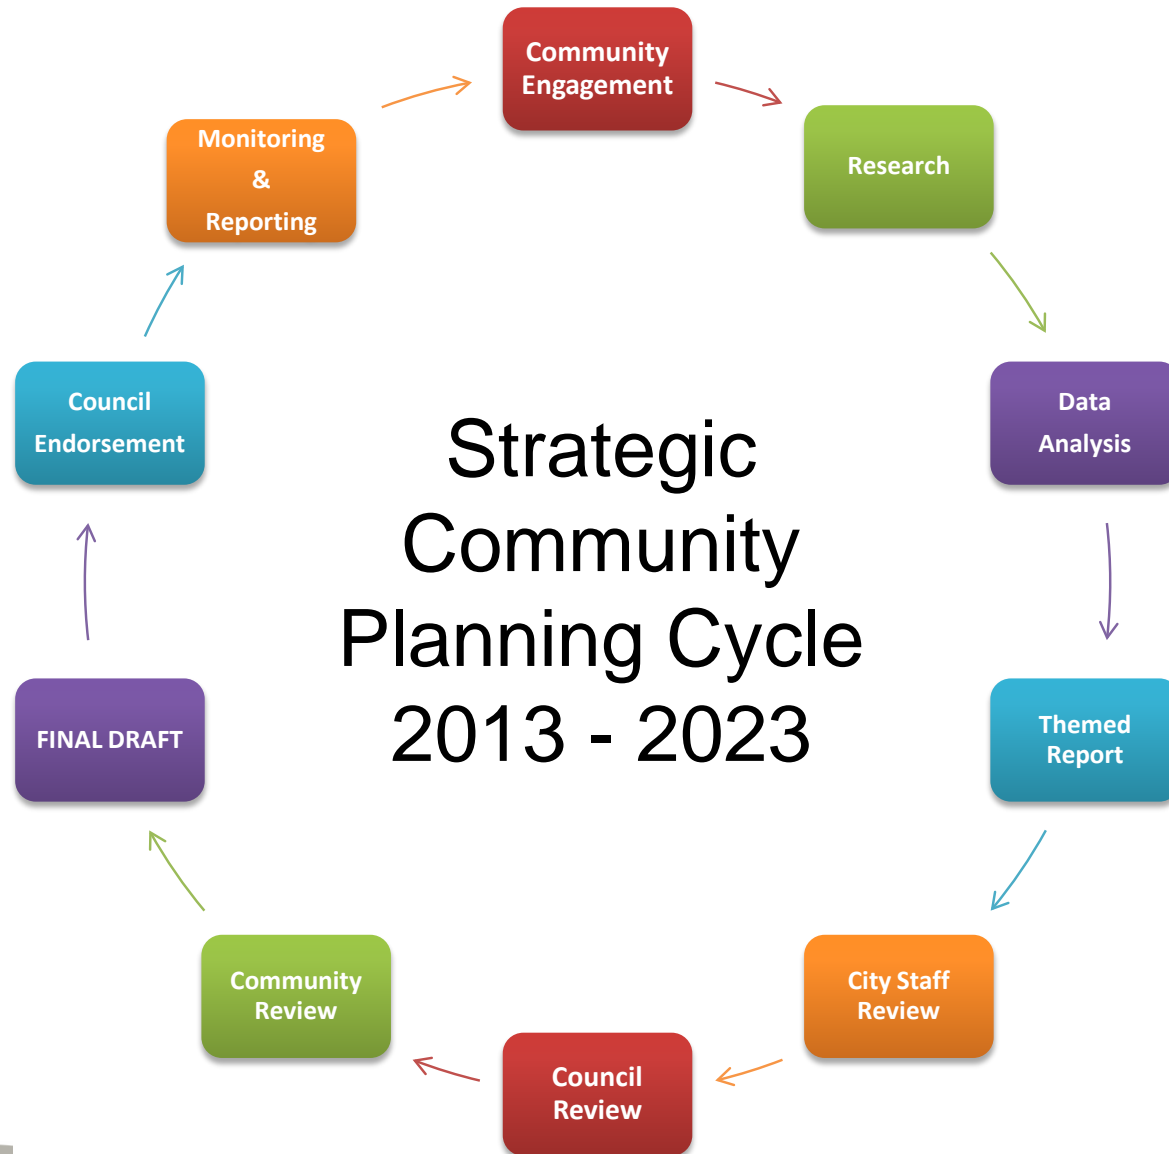 Community
Engagement
Research
Data
Analysis
Themed
Report
City Staff
Review
Council
Review
Community
Review
FINAL DRAFT
Council
Endorsement
Monitoring
&
Reporting
Strategic
Community
Planning Cycle
2013 - 2023